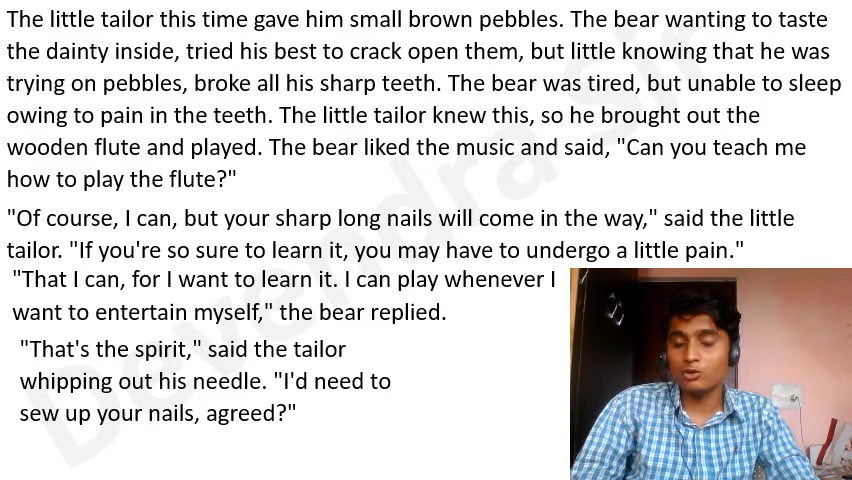 The little tailor this time gave him small brown pebbles. The bear wanting to taste
the dainty inside, tried his best to crack open them, but little knowing that he was
trying on pebbles, broke all his sharp teeth. The bear was tired, but unable to sleep
owing to pain in the teeth. The little tailor knew this, so he brought out the
wooden flute and played. The bear liked the music and said, "Can you teach me
how to play the flute?"
"Of course, I can, but your sharp long nails will come in the way," said the little
tailor. "If you're so sure to learn it, you may have to undergo a little pain."
"That I can, for I want to learn it. I can play whenever I
want to entertain myself," the bear replied.
"That's the spirit," said the tailor
whipping out his needle. "I'd need to
sew up your nails, agreed?"
Devendra Sir